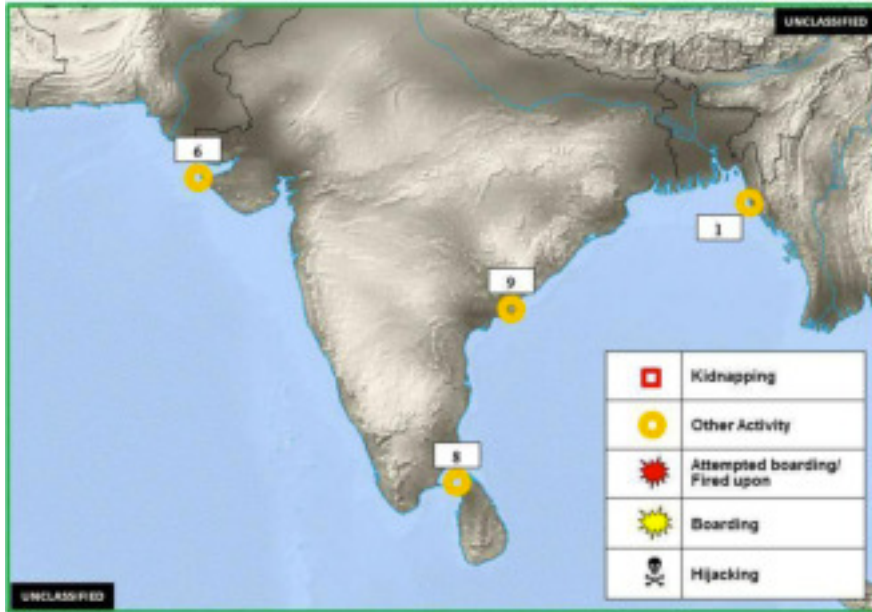 UNCLASSIFIED
6
1
9
8
Kidnapping
Other Activity
Attempted boarding/
Fired upon
Boarding
Hijacking
UNCLASSIFIED